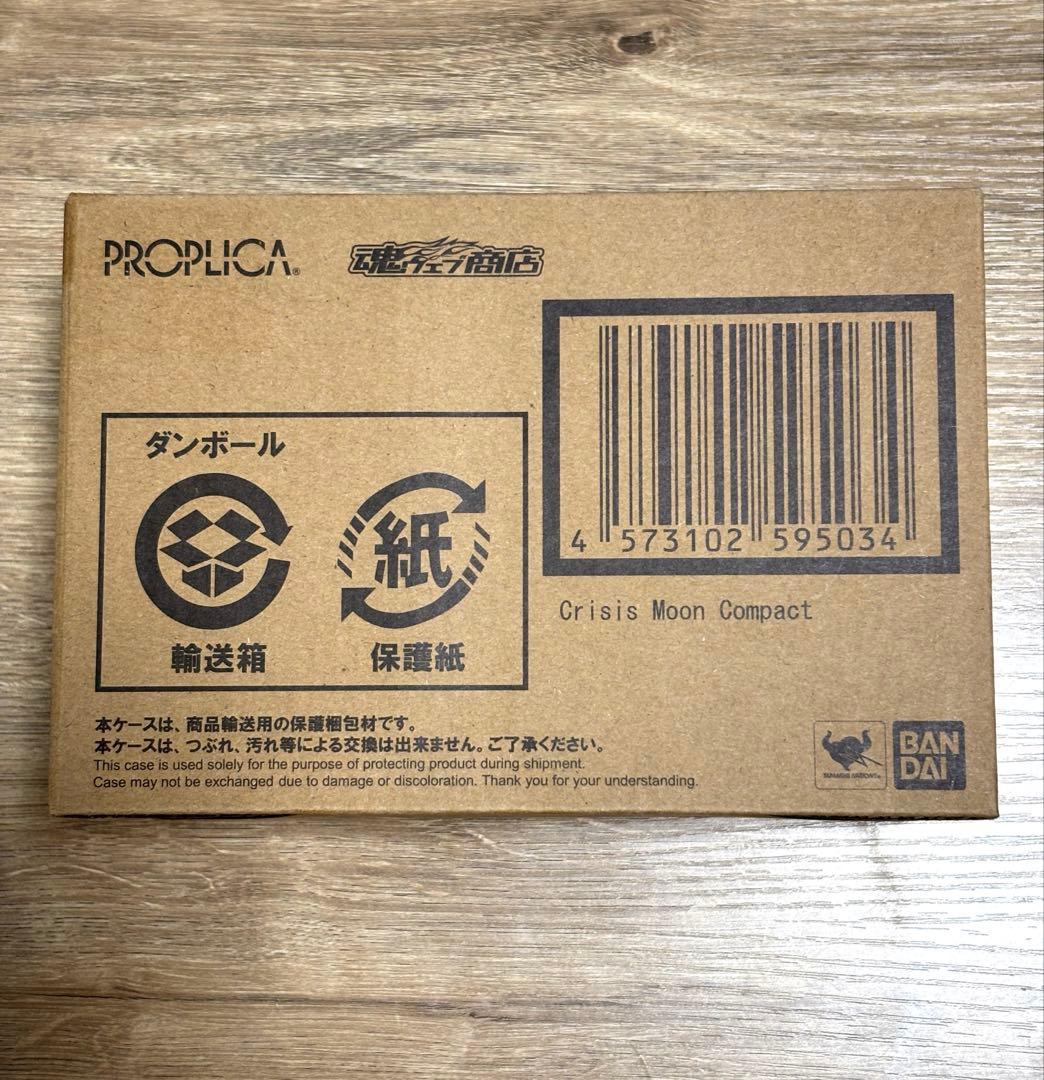 PROPLICA®
魂ウェブ商店
4 573102 595034
Crisis Moon Compact
ダンボール
紙
輸送箱 保護紙
本ケースは、商品輸送用の保護梱包材です。
本ケースは、つぶれ、汚れ等による交換は出来ません。ご了承ください。
This case is used solely for the purpose of protecting product during shipment.
Case may not be exchanged due to damage or discoloration. Thank you for your understanding.
TAMASHII NATIONS®
BAN
DAI